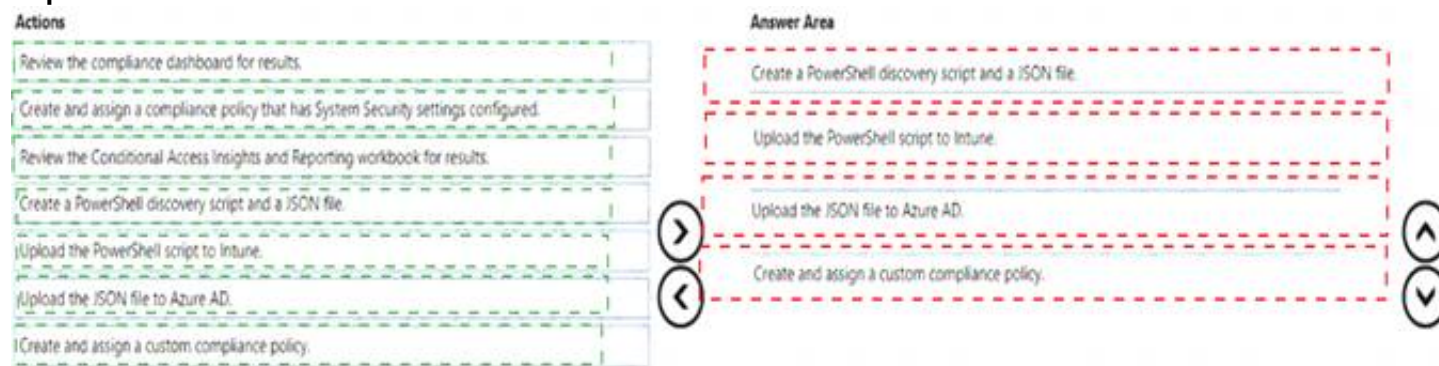 Actions
Review the compliance dashboard for results.
Create and assign a compliance policy that has System Security settings configured.
Review the Conditional Access Insights and Reporting workbook for results.
Create a PowerShell discovery script and a JSON file.
Upload the PowerShell script to Intune.
Upload the JSON file to Azure AD.
Create and assign a custom compliance policy.
Answer Area
Create a PowerShell discovery script and a JSON file.
Upload the PowerShell script to Intune.
Upload the JSON file to Azure AD.
Create and assign a custom compliance policy.